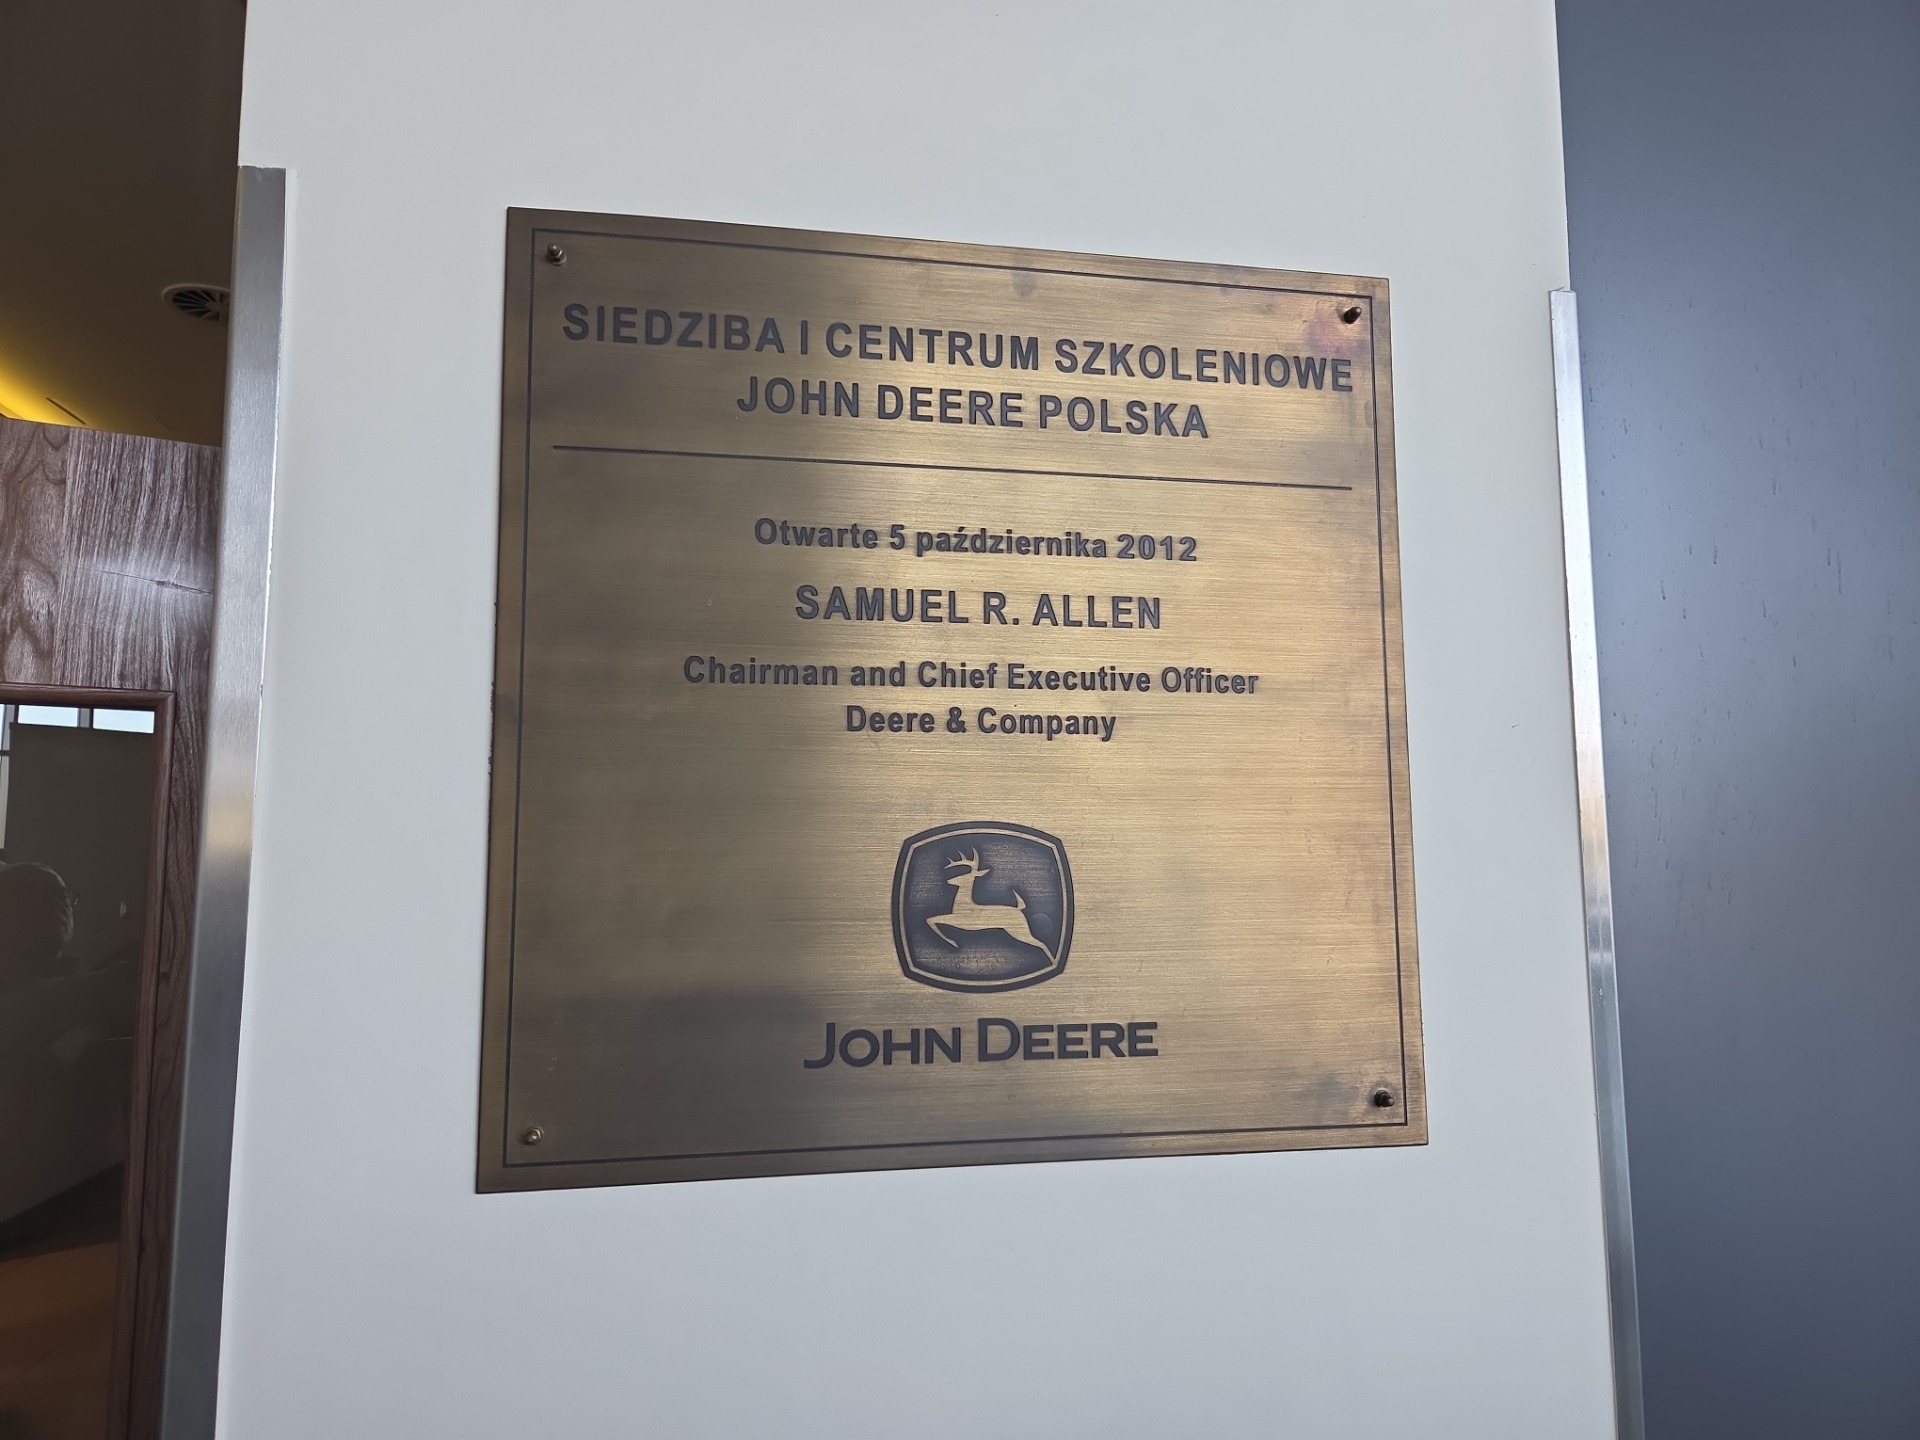 SIEDZIBA I CENTRUM SZKOLENIOWE
JOHN DEERE POLSKA
Otwarte 5 października 2012
SAMUEL R. ALLEN
Chairman and Chief Executive Officer
Deere & Company
JOHN DEERE